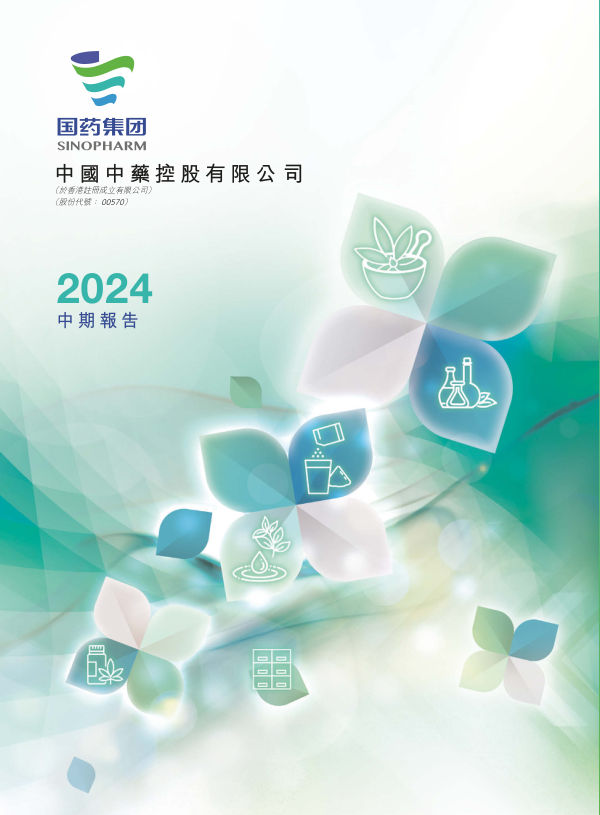 国药集团
SINOPHARM
中國中藥控股有限公司
(於香港註冊成立有限公司)
(股份代號： 00570)
2024
中期報告